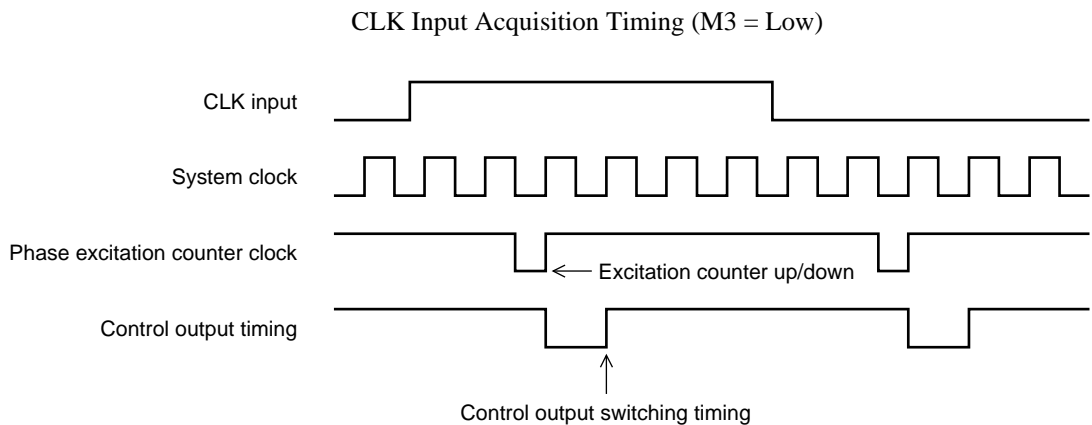 CLK Input Acquisition Timing (M3 = Low)
CLK input
System clock
Phase excitation counter clock
Excitation counter up/down
Control output timing
Control output switching timing